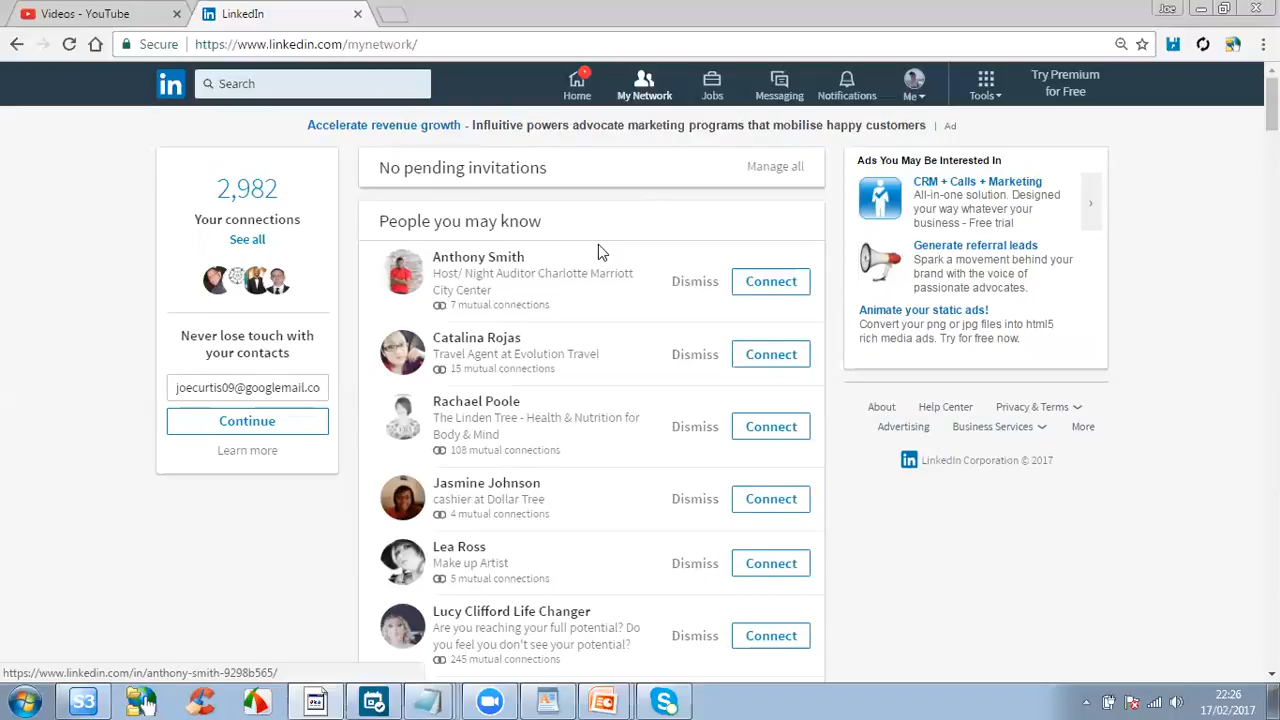 Videos - YouTube
LinkedIn
Joe
Secure
https://www.linkedin.com/mynetwork/
in
Search
Home
My Network
Jobs
Messaging
Notifications
Me
Tools
Try Premium
for Free
Accelerate revenue growth - Influitive powers advocate marketing programs that mobilise happy customers | Ad
2,982
Your connections
See all
Never lose touch with
your contacts
joecurtis09@googlemail.co
Continue
Learn more
No pending invitations
Manage all
People you may know
Anthony Smith
Host/ Night Auditor Charlotte Marriott
City Center
7 mutual connections
Dismiss
Connect
Catalina Rojas
Travel Agent at Evolution Travel
15 mutual connections
Dismiss
Connect
Rachael Poole
The Linden Tree - Health & Nutrition for
Body & Mind
108 mutual connections
Dismiss
Connect
Jasmine Johnson
cashier at Dollar Tree
4 mutual connections
Dismiss
Connect
Lea Ross
Make up Artist
5 mutual connections
Dismiss
Connect
Lucy Clifford Life Changer
Are you reaching your full potential? Do
you feel you don't see your potential?
245 mutual connections
Dismiss
Connect
Ads You May Be Interested In
CRM + Calls + Marketing
All-in-one solution. Designed
your way whatever your
business - Free trial
Generate referral leads
Spark a movement behind your
brand with the voice of
passionate advocates.
Animate your static ads!
Convert your png or jpg files into html5
rich media ads. Try for free now.
About
Help Center
Privacy & Terms
Advertising
Business Services
More
in
LinkedIn Corporation © 2017
https://www.linkedin.com/in/anthony-smith-9298b565/
S3
22:26
17/02/2017